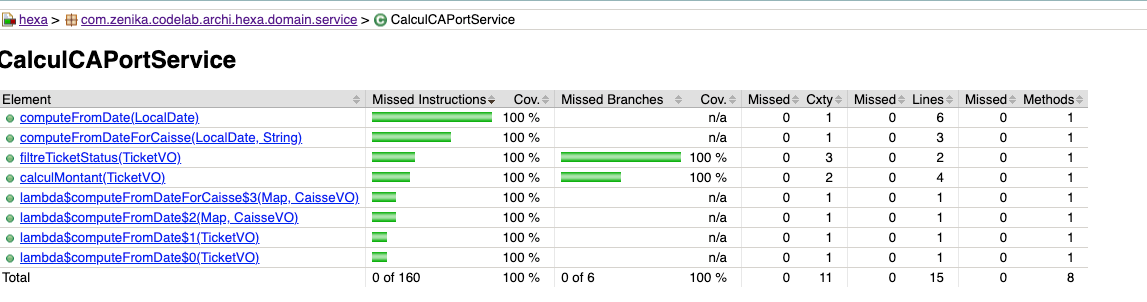 hexa > com.zenika.codelab.archi.hexa.domain.service > CalculCAPortService
CalculCAPortService
Element Missed Instructions Cov. Missed Branches Cov. Missed Cxty Missed Lines Missed Methods
computeFromDate(LocalDate) 100 % n/a 0 1 0 6 0 1
computeFromDateForCaisse(LocalDate, String) 100 % n/a 0 1 0 3 0 1
filtreTicketStatus(TicketVO) 100 % 100 % 0 3 0 2 0 1
calculMontant(TicketVO) 100 % 100 % 0 2 0 4 0 1
lambda$computeFromDateForCaisse$3(Map, CaisseVO) 100 % n/a 0 1 0 1 0 1
lambda$computeFromDate$2(Map, CaisseVO) 100 % n/a 0 1 0 1 0 1
lambda$computeFromDate$1(TicketVO) 100 % n/a 0 1 0 1 0 1
lambda$computeFromDate$0(TicketVO) 100 % n/a 0 1 0 1 0 1
Total 0 of 160 100 % 0 of 6 100 % 0 11 0 15 0 8